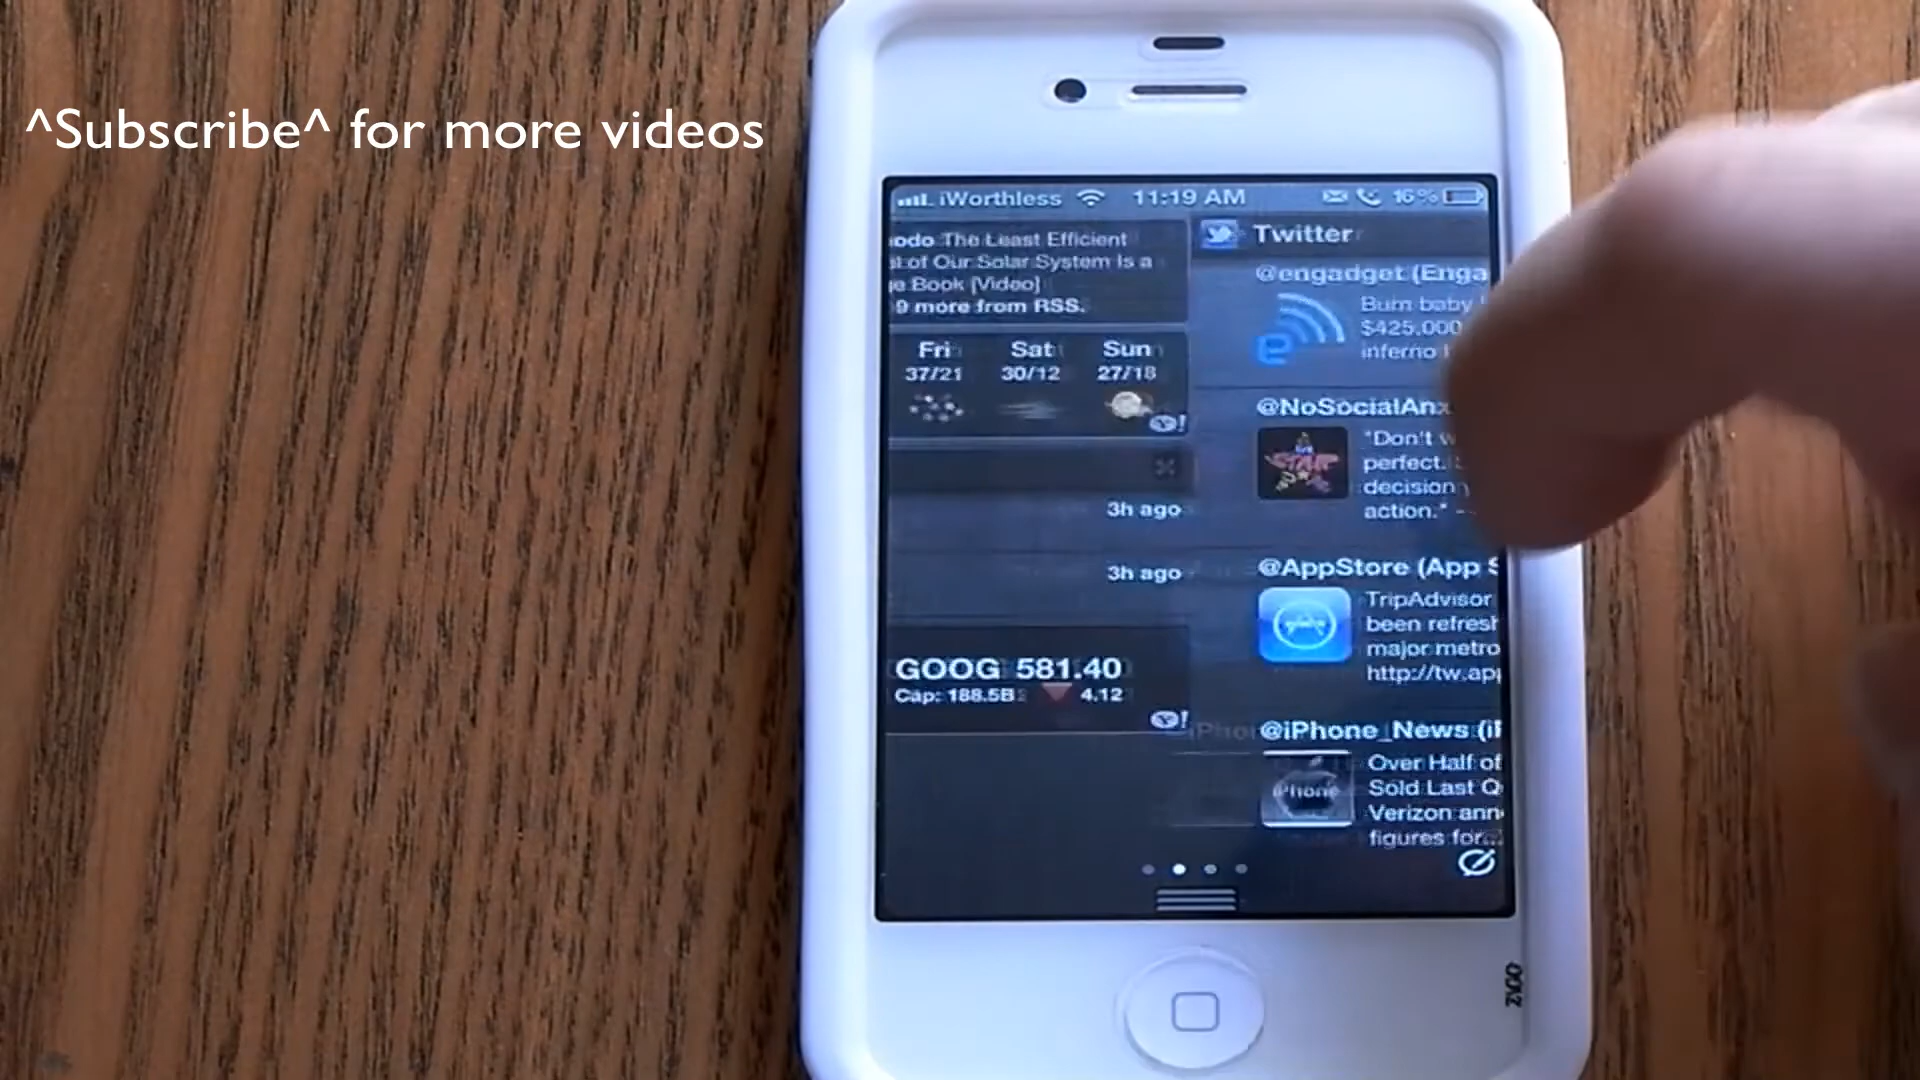 ^Subscribe^ for more videos
iWorthless 11:19 AM 16%
odo The Least Efficient
of Our Solar System Is a
Book [Video]
9 more from RSS.
Fri Sat Sun
37/21 30/12 27/18
3h ago
3h ago
GOOG 581.40
Cap: 188.5B 4.12
Twitter
@engadget (Enga
Burn baby
$425,000
inferno
@NoSocialAnx
"Don't w
perfect.
decision
action." -
STAR
@AppStore (App S
TripAdvisor
been refresh
major metro
http://tw.app
@iPhone_News (iP
iPhone
Over Half of
Sold Last Q
Verizon ann
figures for...